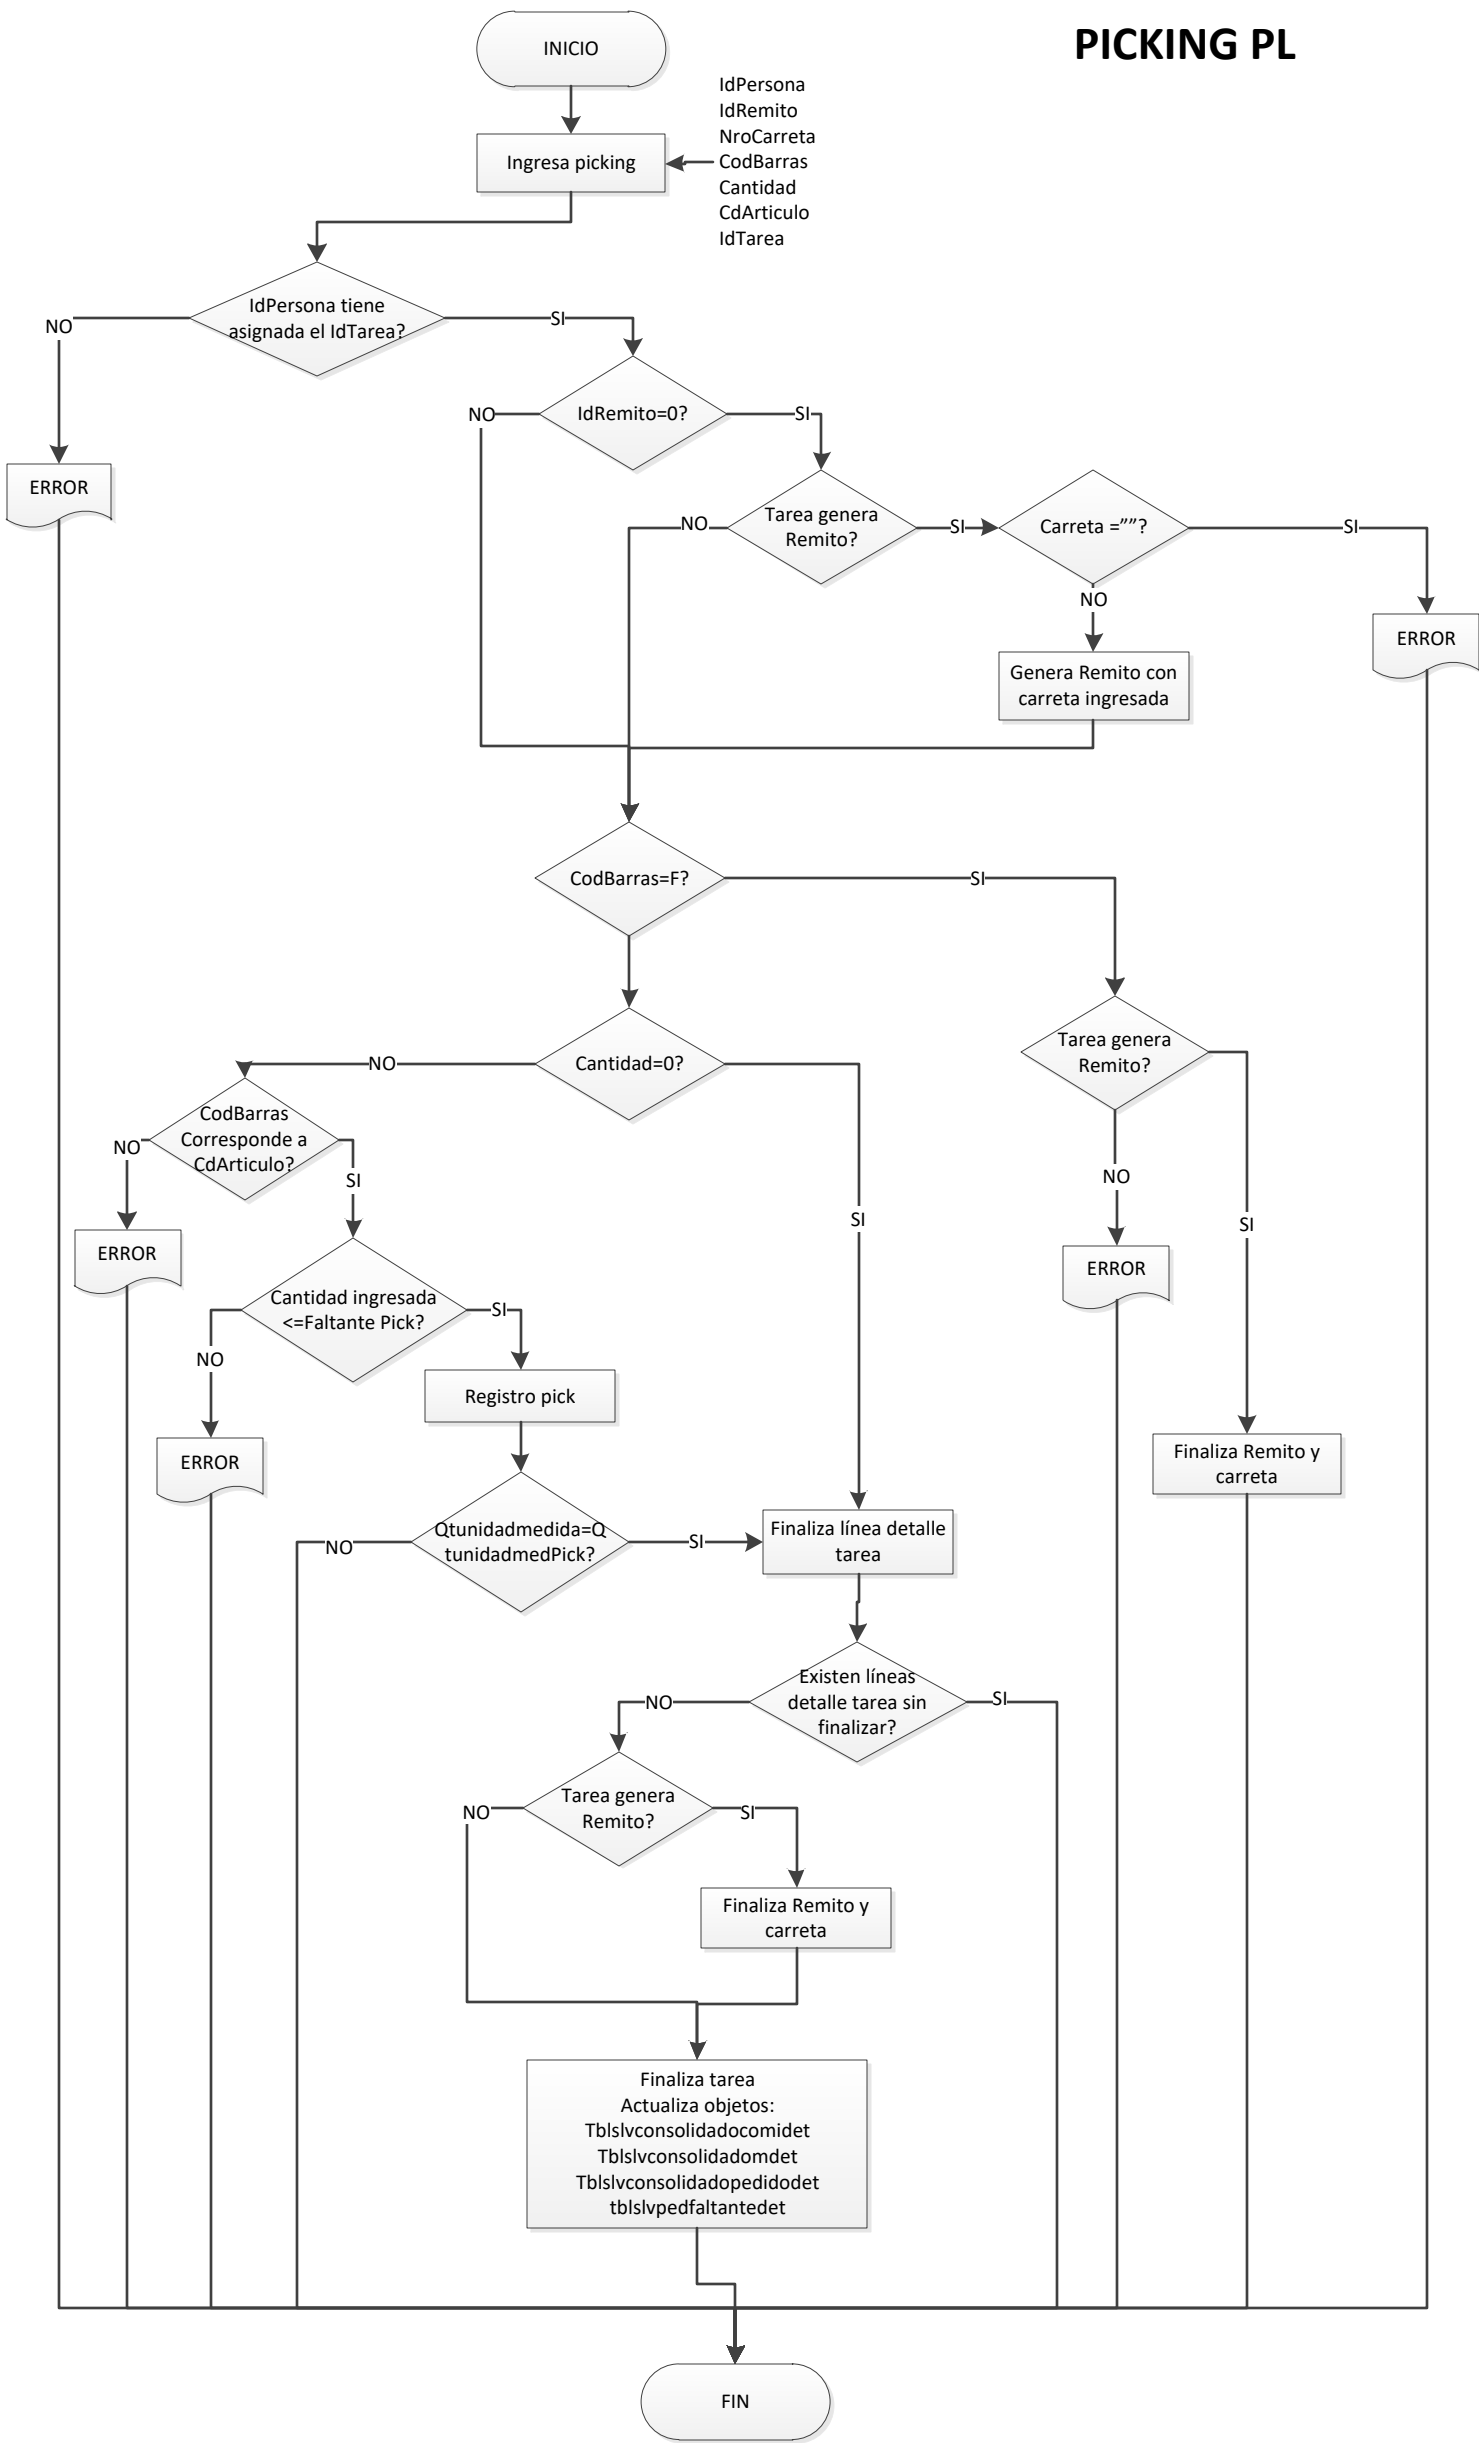 PICKING PL
INICIO
IdPersona
IdRemito
NroCarreta
CodBarras
Cantidad
CdArticulo
IdTarea
Ingresa picking
IdPersona tiene
asignada el IdTarea?
NO
SI
ERROR
IdRemito=0?
NO
SI
Tarea genera
Remito?
NO
SI
Carreta =””?
SI
NO
ERROR
Genera Remito con
carreta ingresada
CodBarras=F?
SI
Cantidad=0?
NO
SI
Tarea genera
Remito?
NO
SI
CodBarras
Corresponde a
CdArticulo?
NO
SI
ERROR
ERROR
Cantidad ingresada
<=Faltante Pick?
NO
SI
Registro pick
ERROR
Finaliza Remito y
carreta
Qtunidadmedida=Q
tunidadmedPick?
NO
SI
Finaliza línea detalle
tarea
Existen líneas
detalle tarea sin
finalizar?
NO
SI
Tarea genera
Remito?
NO
SI
Finaliza Remito y
carreta
Finaliza tarea
Actualiza objetos:
Tblslvconsolidadocomidet
Tblslvconsolidadomdet
Tblslvconsolidadopedidodet
tblslvpedfaltantedet
FIN